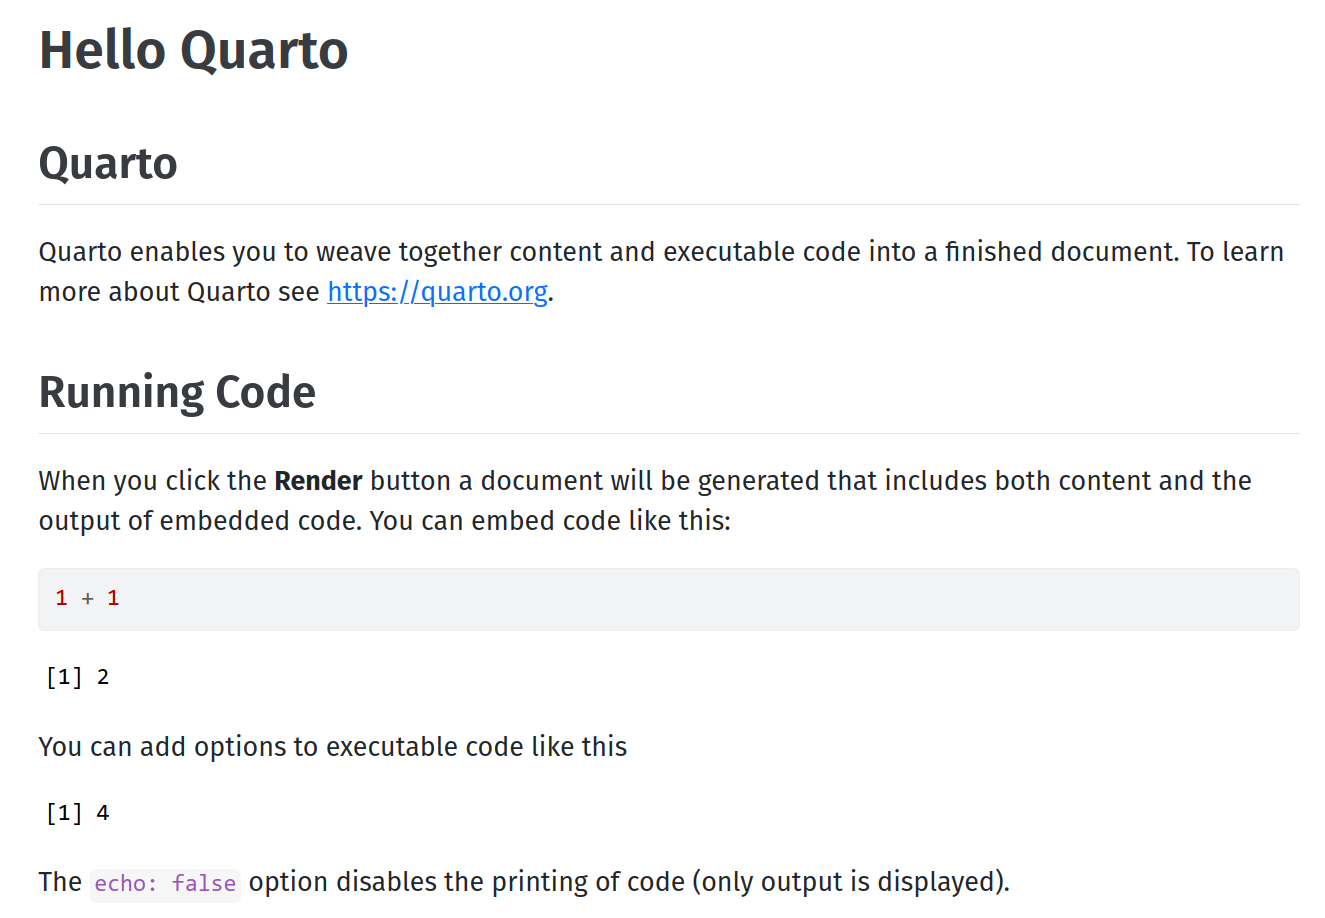 Hello Quarto
Quarto
Quarto enables you to weave together content and executable code into a finished document. To learn
more about Quarto see https://quarto.org.
Running Code
When you click the Render button a document will be generated that includes both content and the
output of embedded code. You can embed code like this:
1 + 1
[1] 2
You can add options to executable code like this
[1] 4
The echo: false option disables the printing of code (only output is displayed).